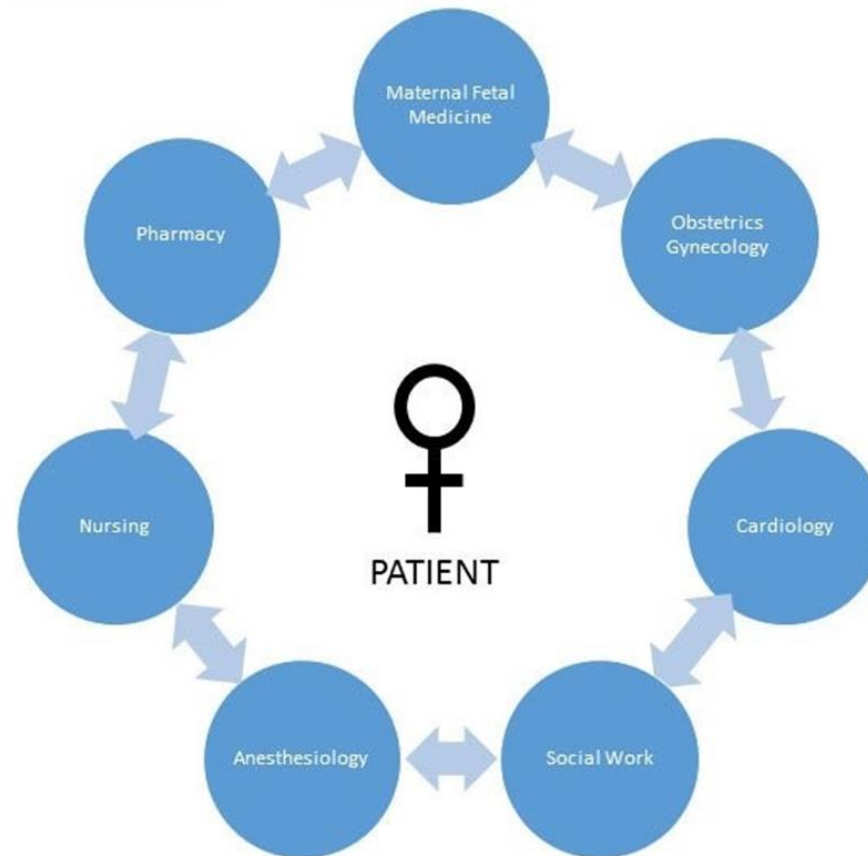 Maternal Fetal
Medicine
Obstetrics
Gynecology
Cardiology
Social Work
Anesthesiology
Nursing
Pharmacy
PATIENT